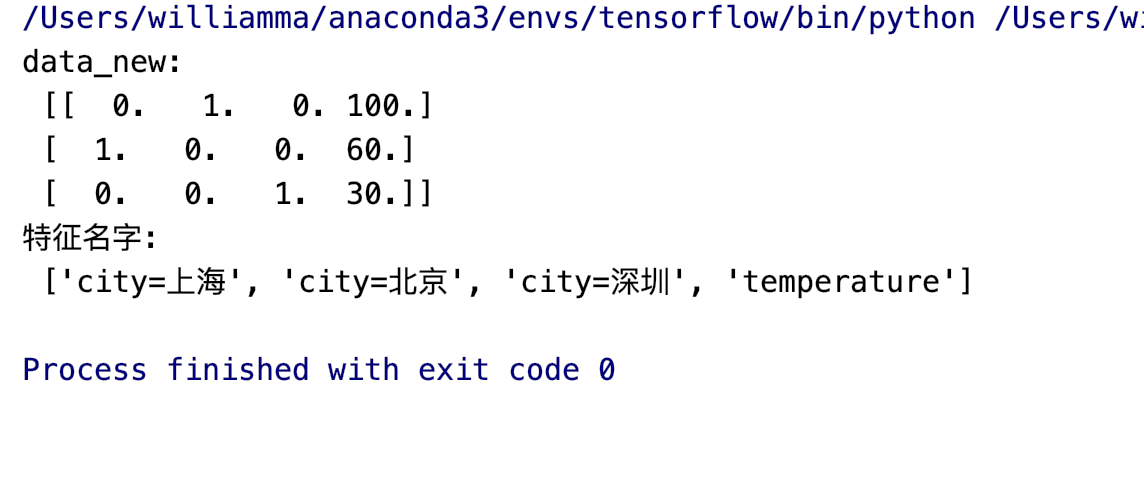 /Users/williamma/anaconda3/envs/tensorflow/bin/python /Users/wi
data_new:
[[  0.   1.   0. 100.]
[  1.   0.   0.  60.]
[  0.   0.   1.  30.]]
特征名字:
['city=上海', 'city=北京', 'city=深圳', 'temperature']
Process finished with exit code 0